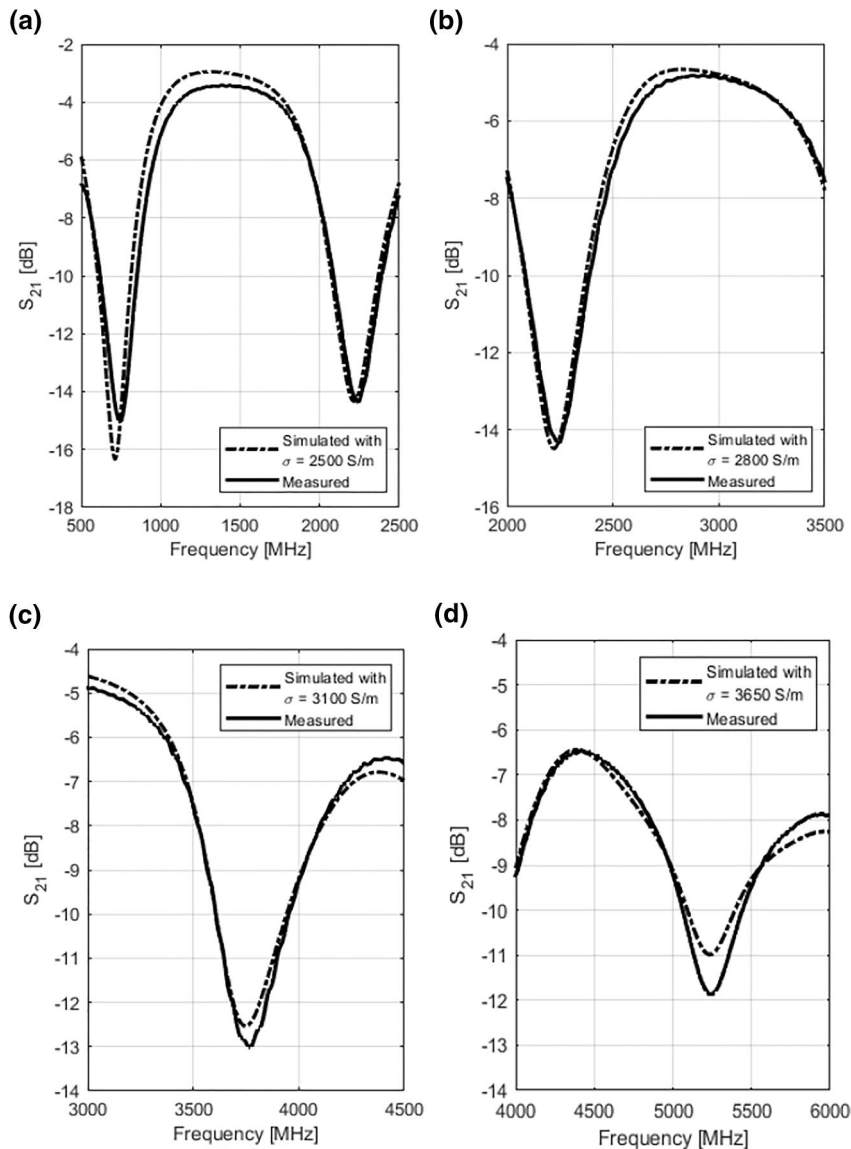 (a)
-2
-4
-6
-8
-10
-12
-14
-16
-18
S21 [dB]
500
1000
1500
2000
2500
Frequency [MHz]
Simulated with
σ = 2500 S/m
Measured
(b)
-4
-6
-8
-10
-12
-14
-16
S21 [dB]
2000
2500
3000
3500
Frequency [MHz]
Simulated with
σ = 2800 S/m
Measured
(c)
-4
-5
-6
-7
-8
-9
-10
-11
-12
-13
-14
S21 [dB]
3000
3500
4000
4500
Frequency [MHz]
Simulated with
σ = 3100 S/m
Measured
(d)
-4
-5
-6
-7
-8
-9
-10
-11
-12
-13
-14
S21 [dB]
4000
4500
5000
5500
6000
Frequency [MHz]
Simulated with
σ = 3650 S/m
Measured